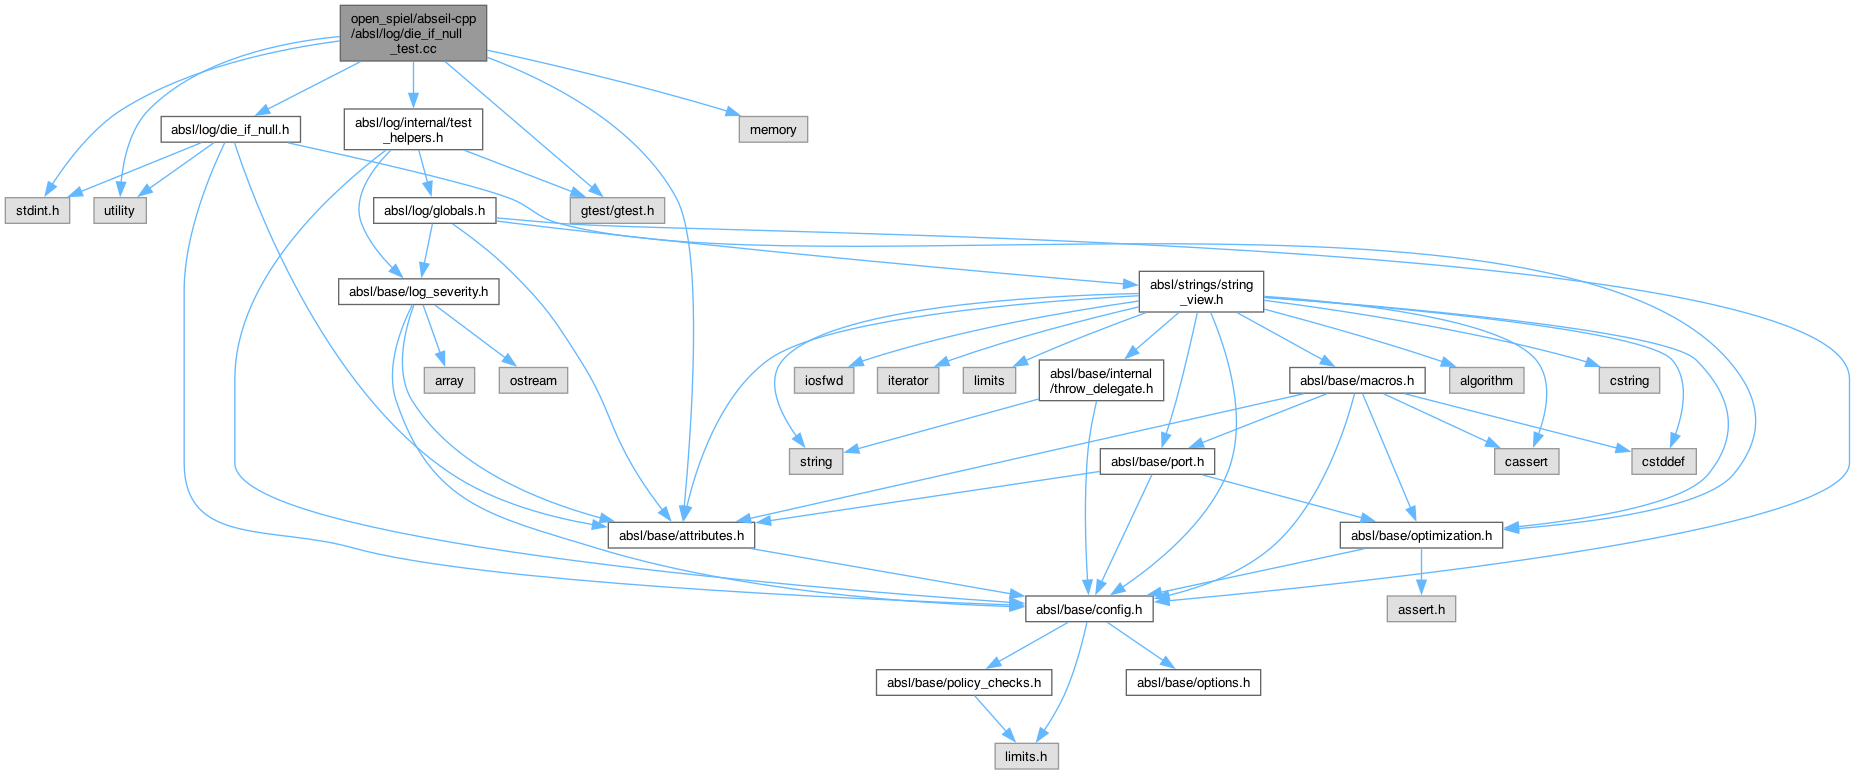 open_spiel/abseil-cpp
/absl/log/die_if_null
_test.cc
absl/log/die_if_null.h
absl/log/internal/test
_helpers.h
memory
stdint.h
utility
absl/log/globals.h
gtest/gtest.h
absl/base/log_severity.h
absl/strings/string
_view.h
array
ostream
iosfwd
iterator
limits
absl/base/internal
/throw_delegate.h
absl/base/macros.h
algorithm
cstring
string
absl/base/port.h
cassert
cstddef
absl/base/attributes.h
absl/base/optimization.h
absl/base/config.h
assert.h
absl/base/policy_checks.h
absl/base/options.h
limits.h